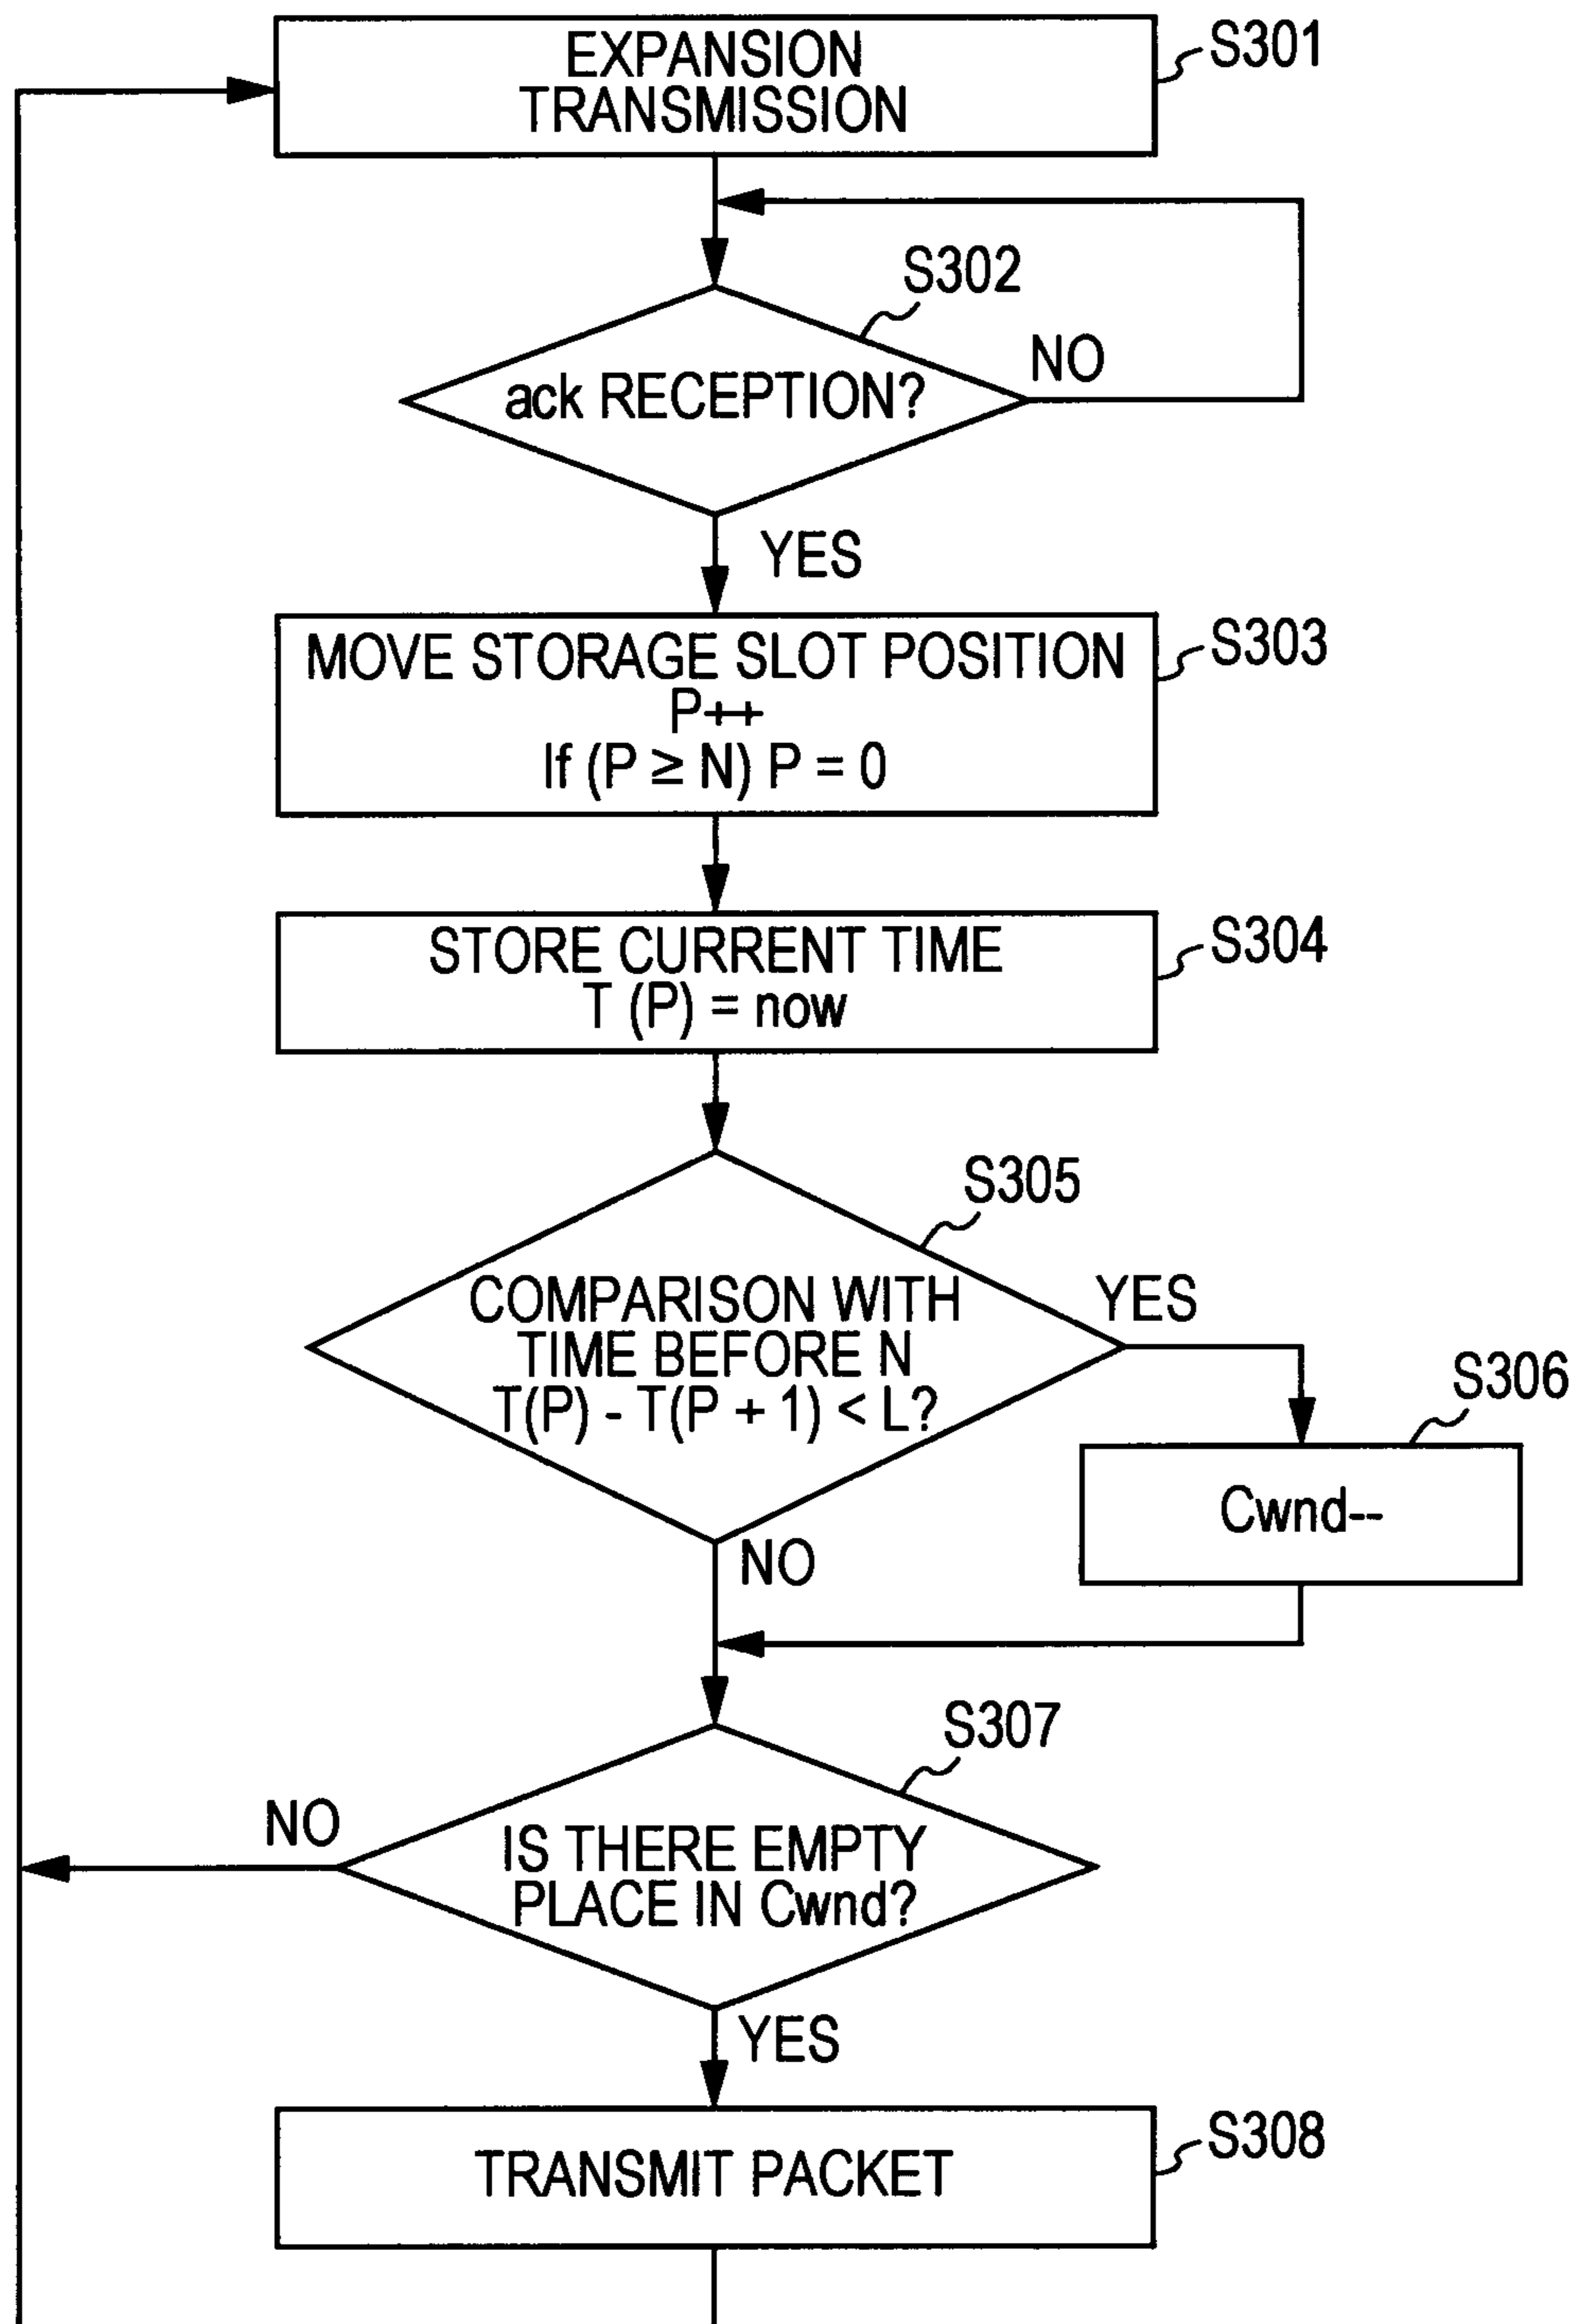 EXPANSION
TRANSMISSION
S301
S302
ack RECEPTION?
NO
YES
MOVE STORAGE SLOT POSITION
P++
If (P ≥ N) P = 0
S303
STORE CURRENT TIME
T (P) = now
S304
S305
COMPARISON WITH
TIME BEFORE N
T(P) - T(P + 1) < L?
YES
S306
Cwnd--
NO
S307
NO
IS THERE EMPTY
PLACE IN Cwnd?
YES
TRANSMIT PACKET
S308